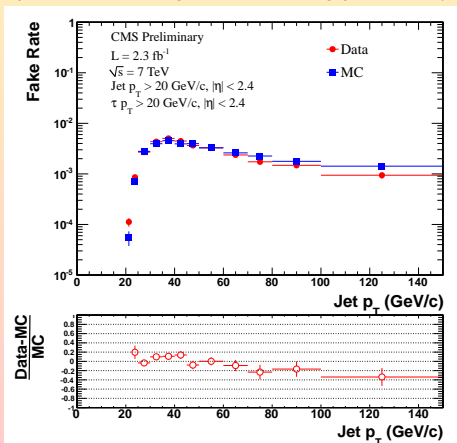 CMS Preliminary
L = 2.3 fb⁻¹
√s = 7 TeV
Jet p_T > 20 GeV/c, |η| < 2.4
τ p_T > 20 GeV/c, |η| < 2.4
Data
MC
Fake Rate
1
10⁻¹
10⁻²
10⁻³
10⁻⁴
10⁻⁵
0 20 40 60 80 100 120 140
Jet p_T (GeV/c)
Data-MC
MC
0.8
0.6
0.4
0.2
0
-0.2
-0.4
-0.6
-0.8
-1
0 20 40 60 80 100 120 140
Jet p_T (GeV/c)